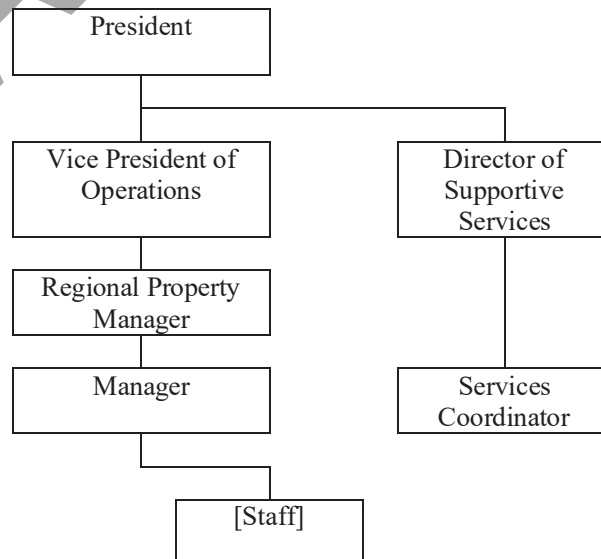 President
Vice President of
Operations
Director of
Supportive
Services
Regional Property
Manager
Manager
Services
Coordinator
[Staff]